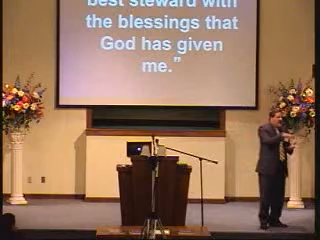 best steward with
the blessings that
God has given
me.”